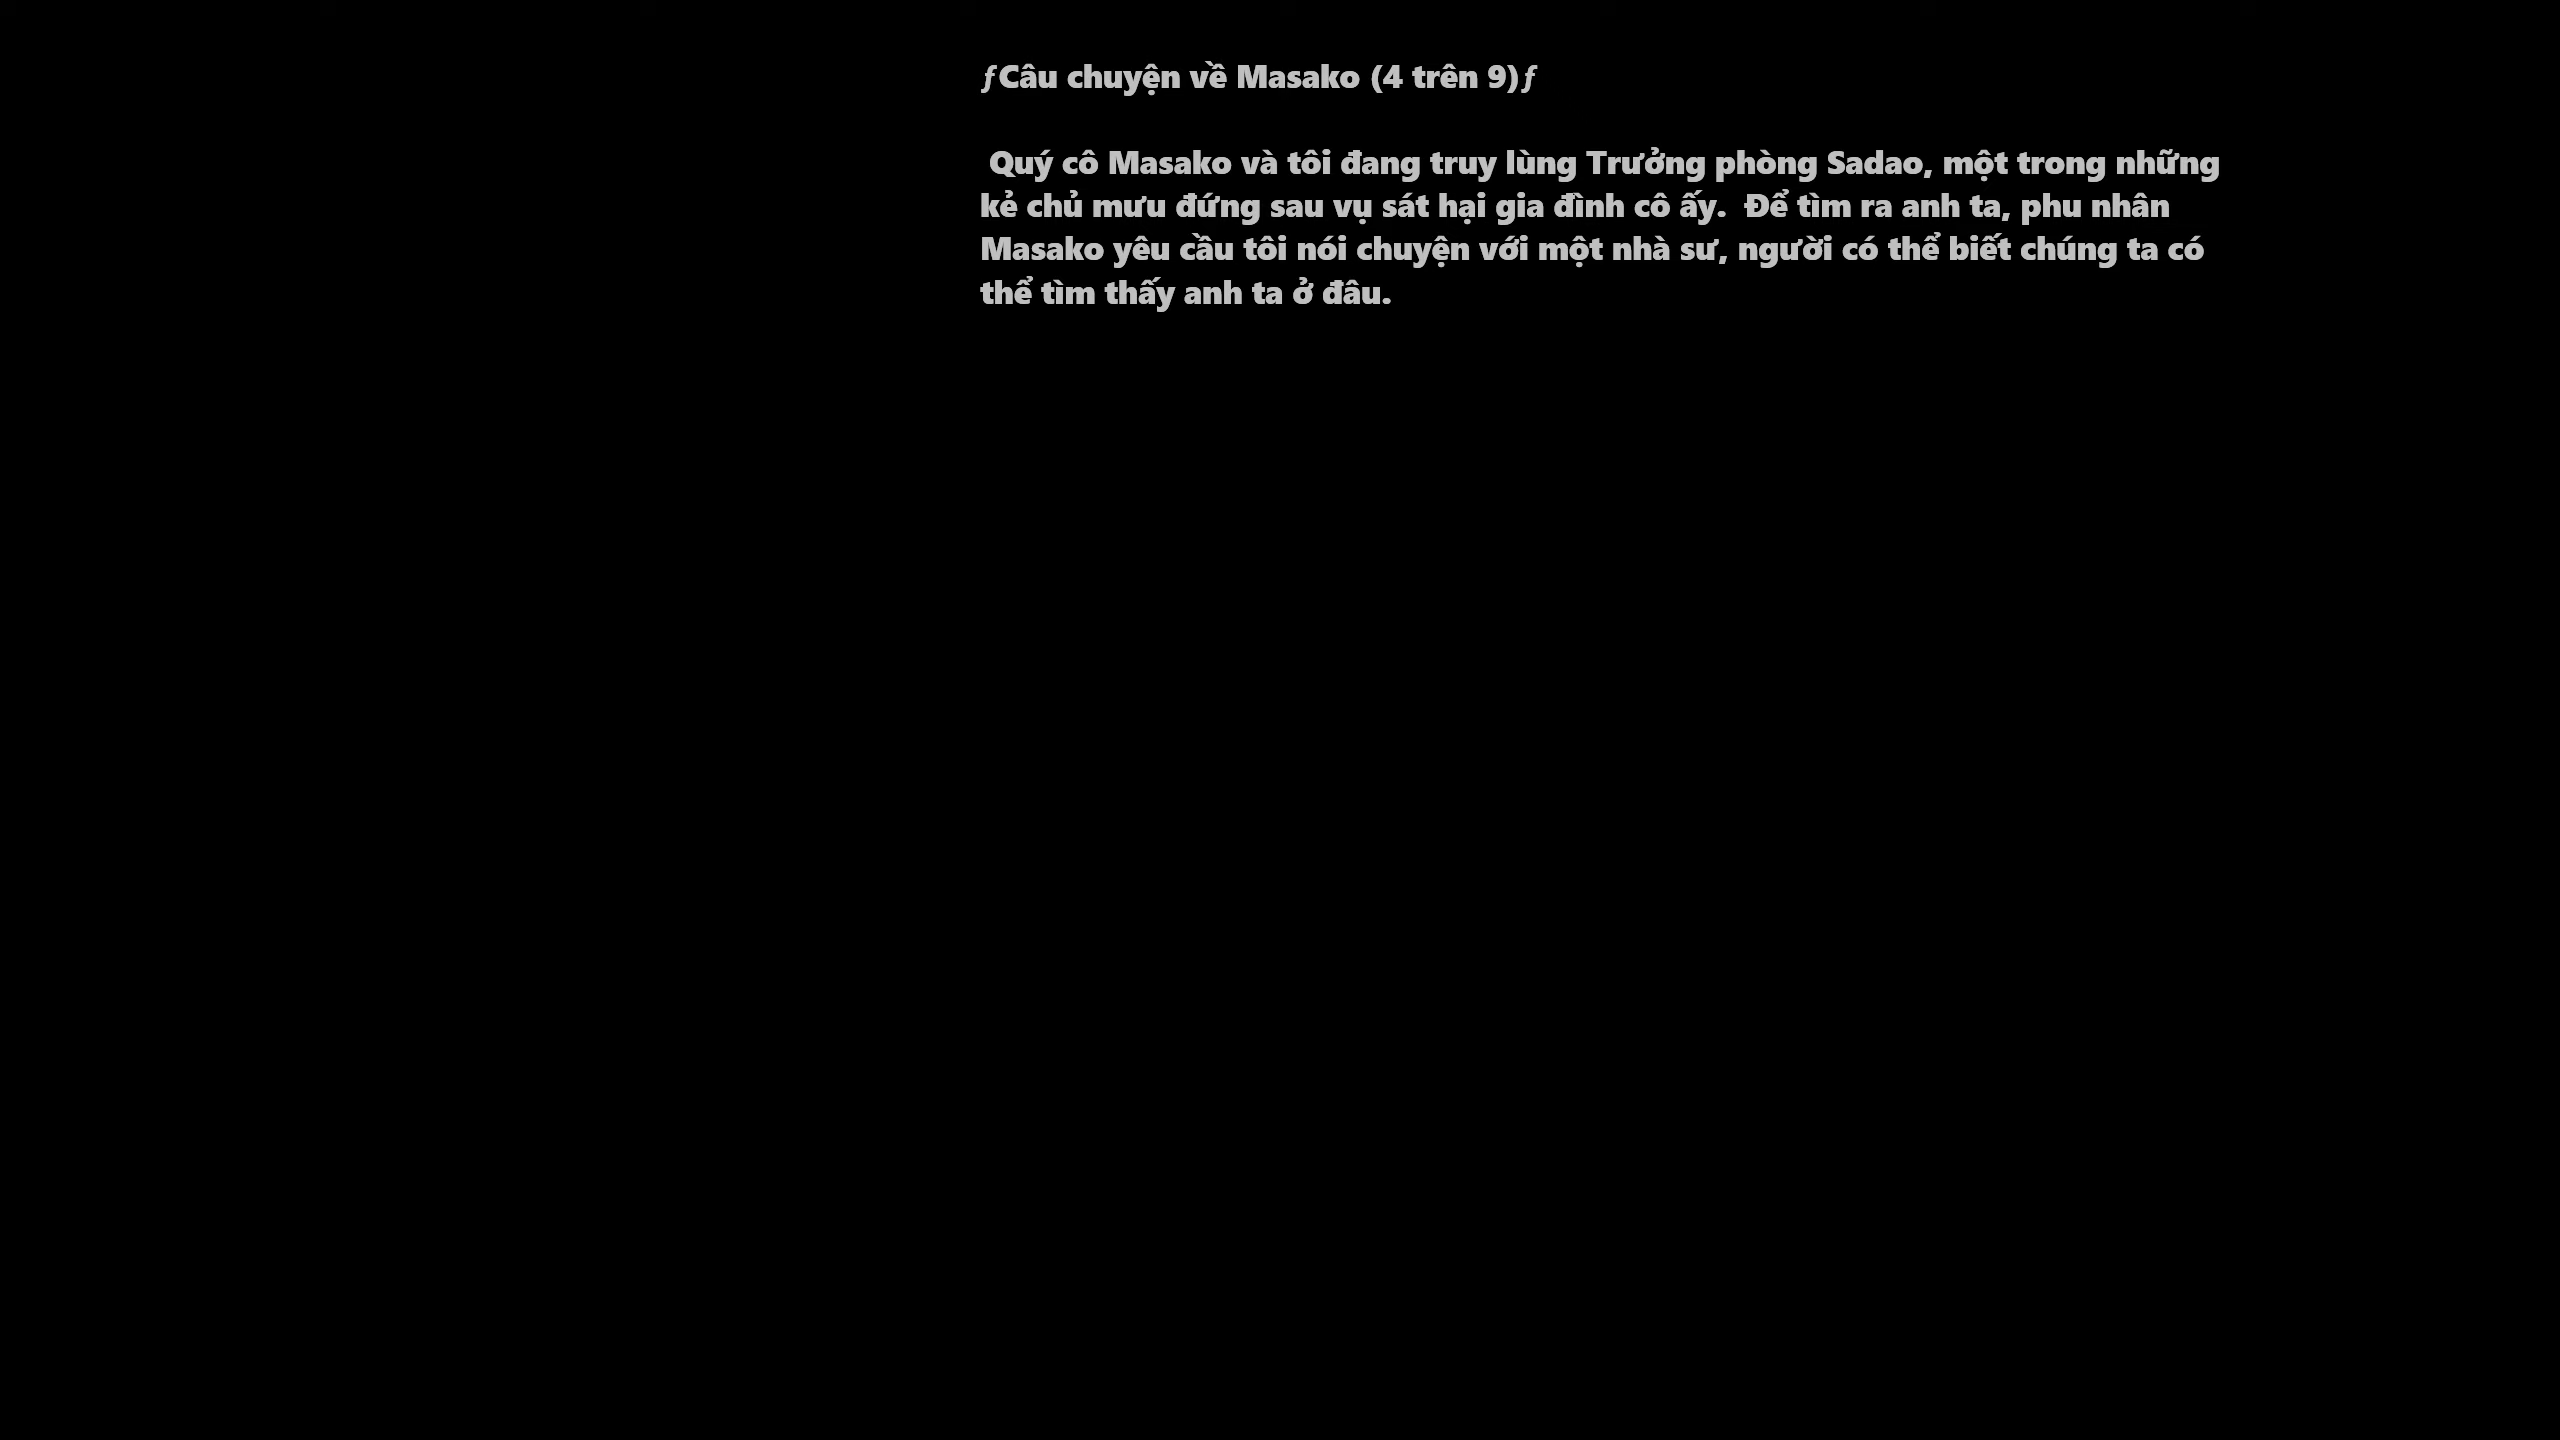 ƒCâu chuyện về Masako (4 trên 9)ƒ
Quý cô Masako và tôi đang truy lùng Trưởng phòng Sadao, một trong những
kẻ chủ mưu đứng sau vụ sát hại gia đình cô ấy.  Để tìm ra anh ta, phu nhân
Masako yêu cầu tôi nói chuyện với một nhà sư, người có thể biết chúng ta có
thể tìm thấy anh ta ở đâu.